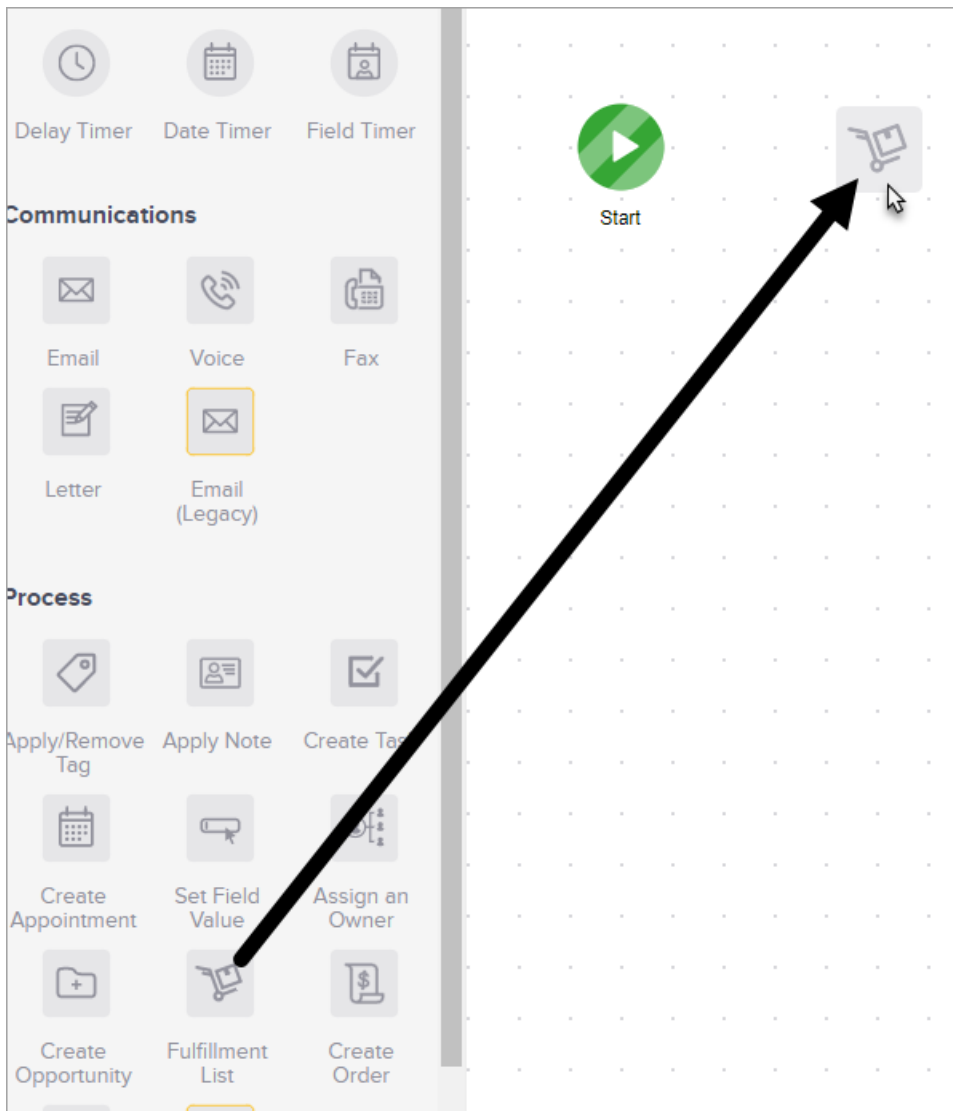 Delay Timer Date Timer Field Timer
Communications
Email Voice Fax
Letter Email
(Legacy)
Process
Apply/Remove Apply Note Create Task
Tag
Create Set Field Assign an
Appointment Value Owner
Create Fulfillment Create
Opportunity List Order
Start